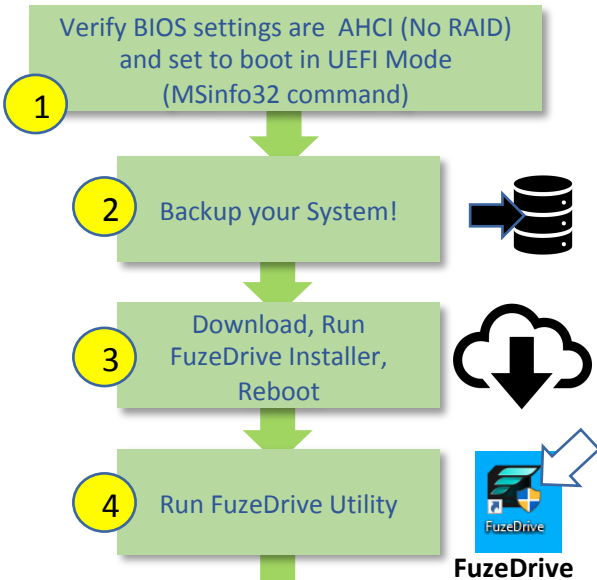 Verify BIOS settings are AHCI (No RAID)
and set to boot in UEFI Mode
(MSinfo32 command)
1
2
Backup your System!
3
Download, Run
FuzeDrive Installer,
Reboot
4
Run FuzeDrive Utility
FuzeDrive
FuzeDrive